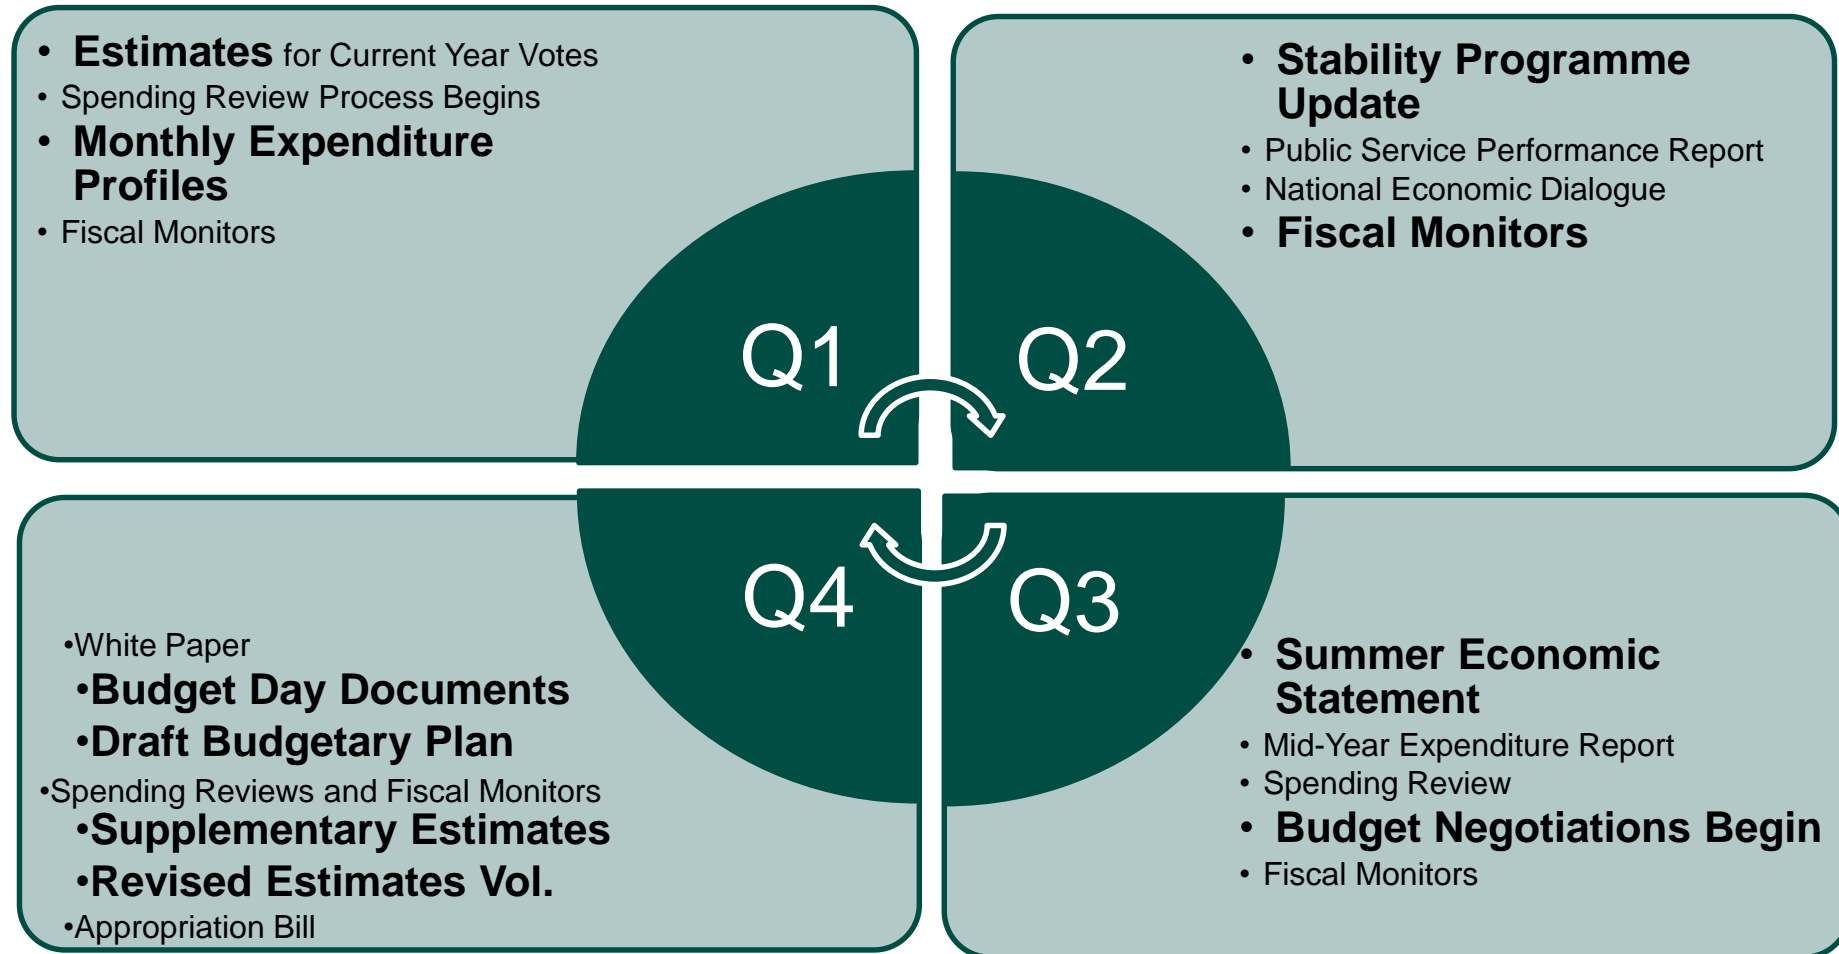 • Estimates for Current Year Votes
• Spending Review Process Begins
• Monthly Expenditure
Profiles
• Fiscal Monitors
Q1
• Stability Programme
Update
• Public Service Performance Report
• National Economic Dialogue
• Fiscal Monitors
Q2
Q4
•White Paper
•Budget Day Documents
•Draft Budgetary Plan
•Spending Reviews and Fiscal Monitors
•Supplementary Estimates
•Revised Estimates Vol.
•Appropriation Bill
Q3
• Summer Economic
Statement
• Mid-Year Expenditure Report
• Spending Review
• Budget Negotiations Begin
• Fiscal Monitors